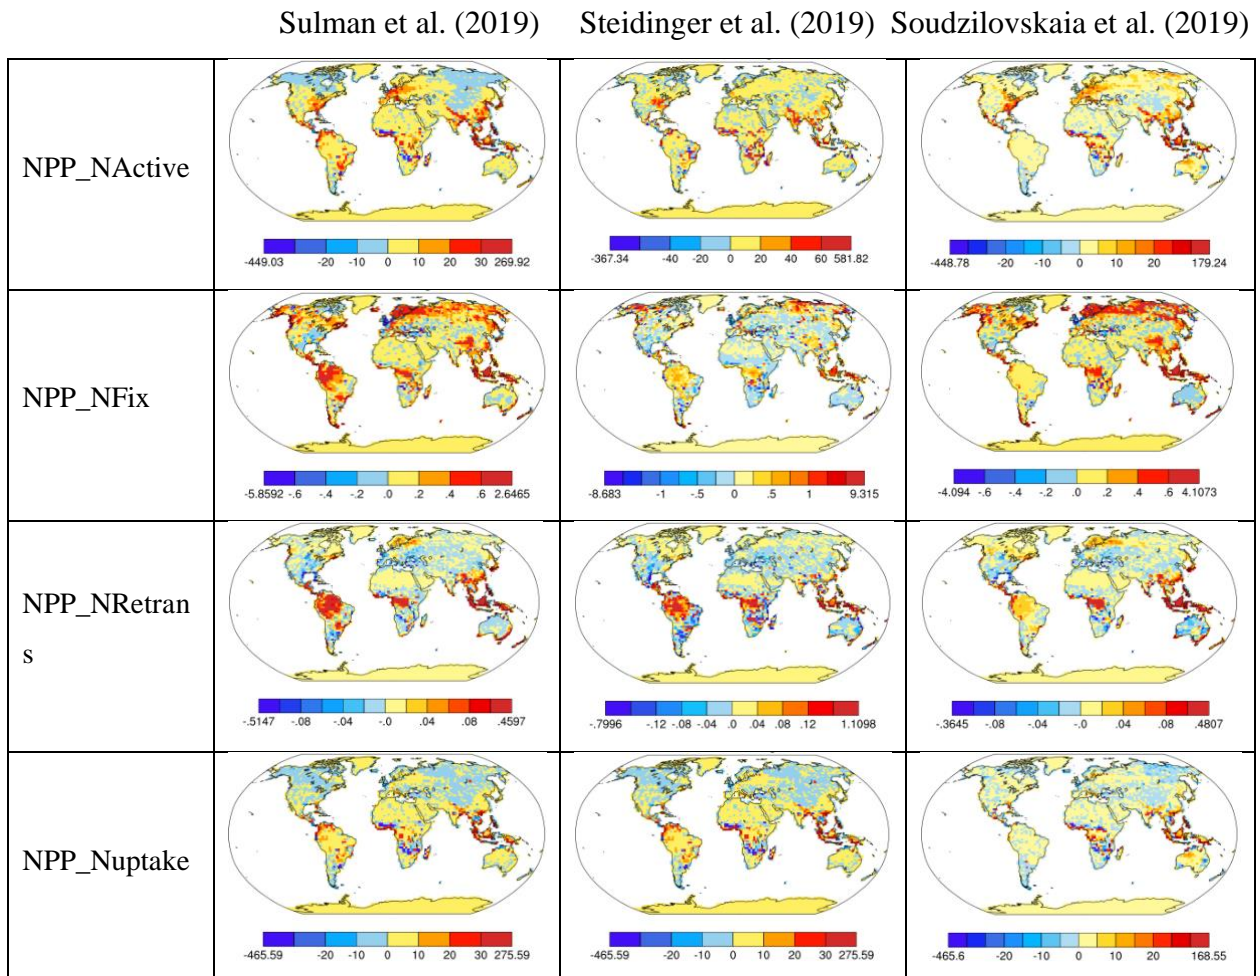 Sulman et al. (2019) Steidinger et al. (2019) Soudzilovskaia et al. (2019)
NPP_NActive
-449.03 -20 -10 0 10 20 30 269.92
-367.34 -40 -20 0 20 40 60 581.82
-448.78 -20 -10 0 10 20 179.24
NPP_NFix
-5.8592 -.6 -.4 -.2 .0 .2 .4 .6 2.6465
-8.683 -1 -.5 0 .5 1 9.315
-4.094 -.6 -.4 -.2 .0 .2 .4 .6 4.1073
NPP_NRetran
s
-.5147 -.08 -.04 -.0 .04 .08 .4597
-.7996 -.12 -.08 -.04 .0 .04 .08 .12 1.1098
-.3645 -.08 -.04 -.0 .04 .08 .4807
NPP_Nuptake
-465.59 -20 -10 0 10 20 30 275.59
-465.59 -20 -10 0 10 20 30 275.59
-465.6 -20 -10 0 10 20 168.55